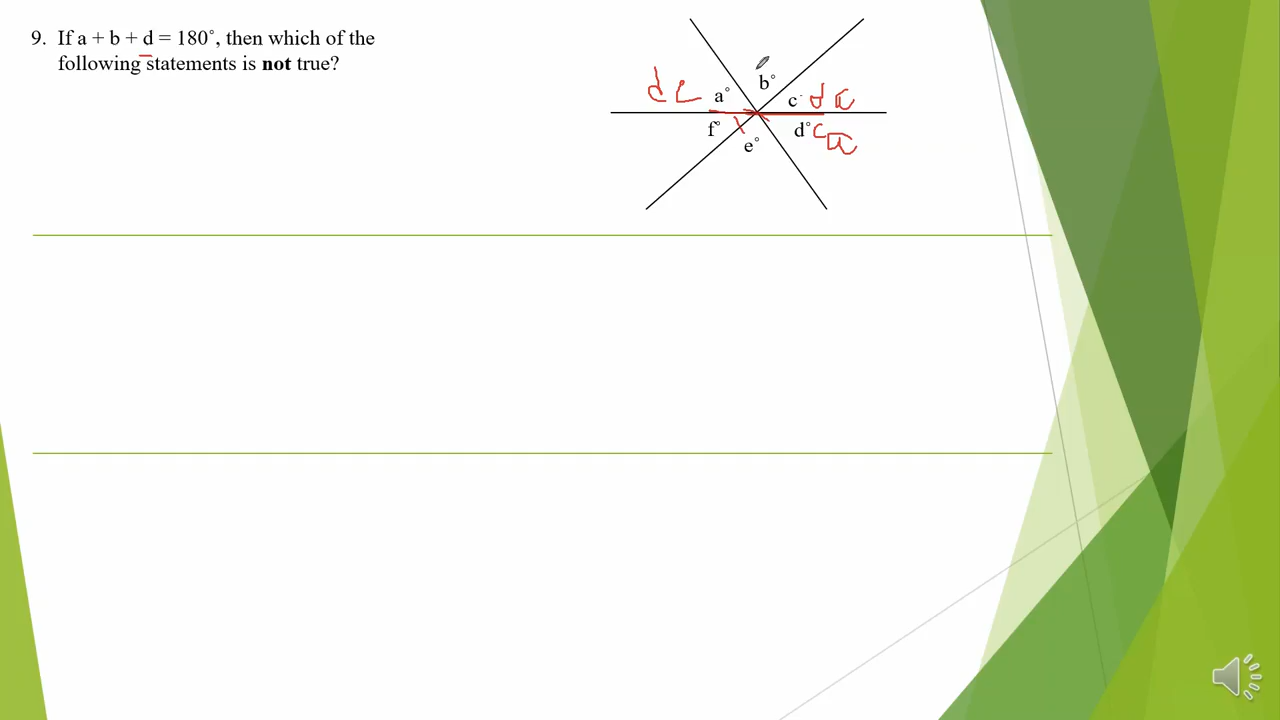 9. If a + b + d = 180°, then which of the
following statements is not true?
b°
d
a°
c
d
a
f°
d°
c
a
e°